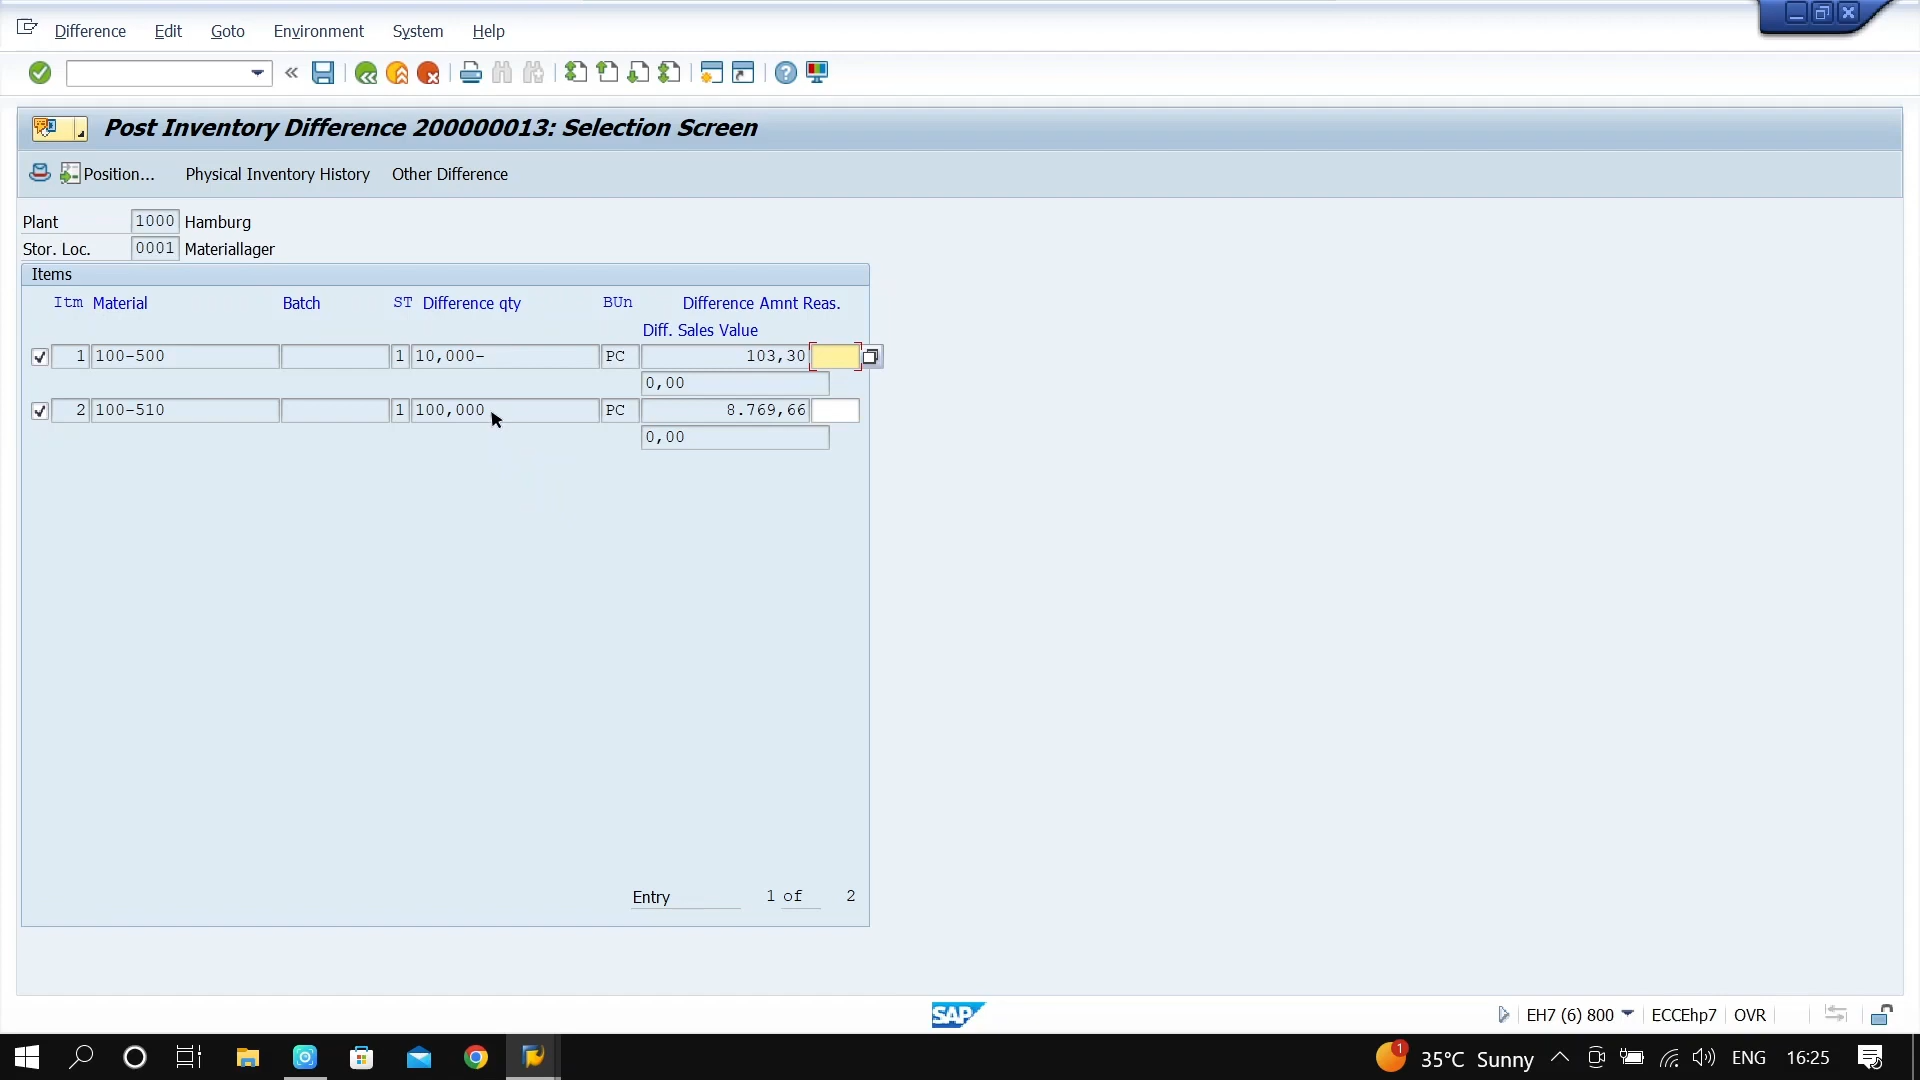 Difference Edit Goto Environment System Help
Post Inventory Difference 200000013: Selection Screen
Position... Physical Inventory History Other Difference
Plant 1000 Hamburg
Stor. Loc. 0001 Materiallager
Items
Itm Material Batch ST Difference qty BUn Difference Amnt Reas.
Diff. Sales Value
1 100-500 1 10,000- PC 103,30
0,00
2 100-510 1 100,000 PC 8.769,66
0,00
Entry 1 of 2
SAP EH7 (6) 800 ECCEhp7 OVR
1 35°C Sunny ENG 16:25